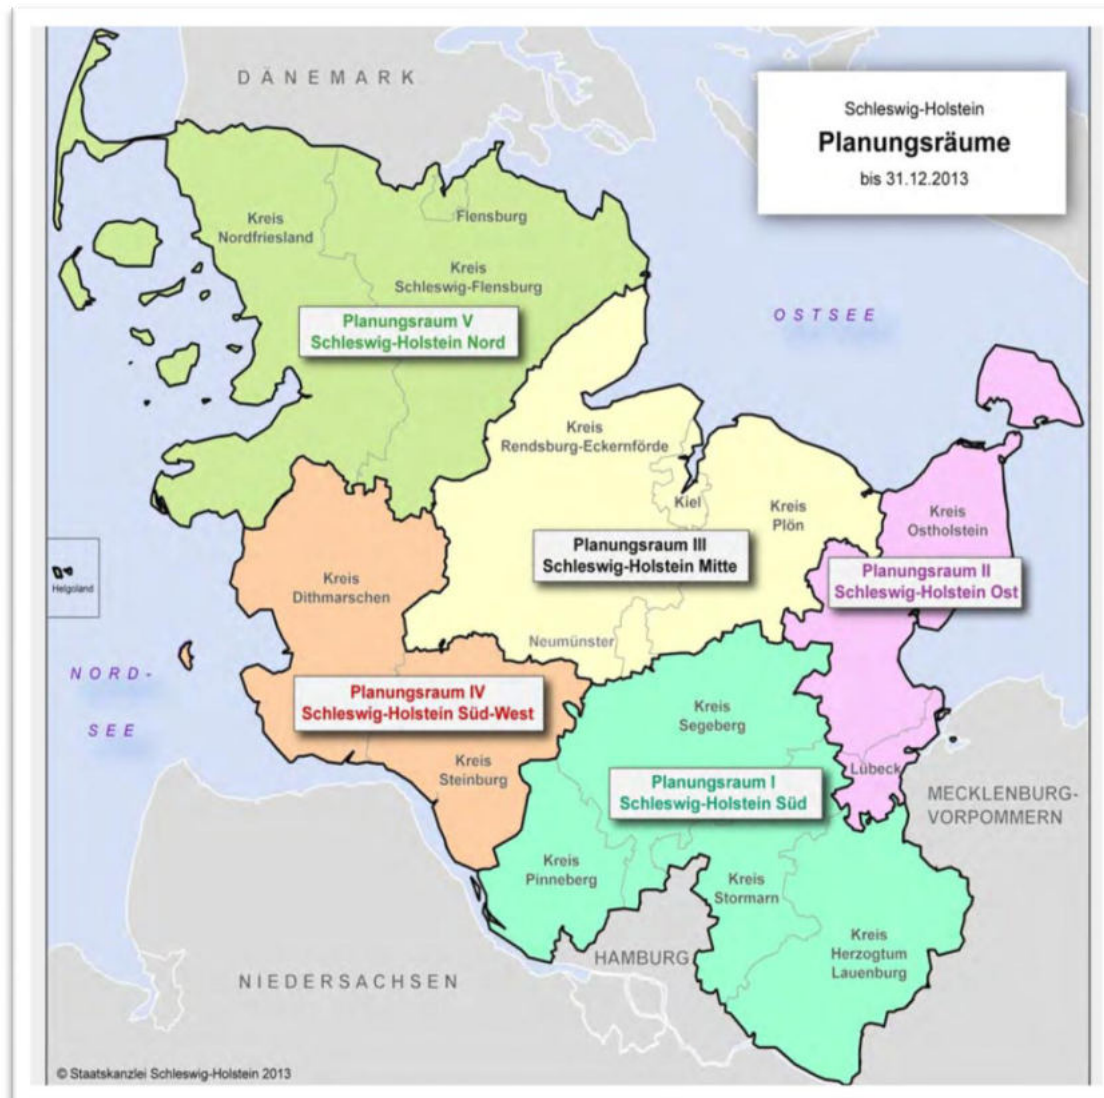 DÄNEMARK
Schleswig-Holstein
Planungsräume
bis 31.12.2013
Kreis
Nordfriesland
Flensburg
Kreis
Schleswig-Flensburg
Planungsraum V
Schleswig-Holstein Nord
OSTSEE
Kreis
Rendsburg-Eckernförde
Kiel
Kreis
Plön
Kreis
Ostholstein
Planungsraum III
Schleswig-Holstein Mitte
Planungsraum II
Schleswig-Holstein Ost
Helgoland
Kreis
Dithmarschen
Neumünster
NORD-
SEE
Planungsraum IV
Schleswig-Holstein Süd-West
Kreis
Segeberg
Kreis
Steinburg
Planungsraum I
Schleswig-Holstein Süd
Lübeck
MECKLENBURG-
VORPOMMERN
Kreis
Pinneberg
Kreis
Stormarn
Kreis
Herzogtum
Lauenburg
HAMBURG
NIEDERSACHSEN
© Staatskanzlei Schleswig-Holstein 2013